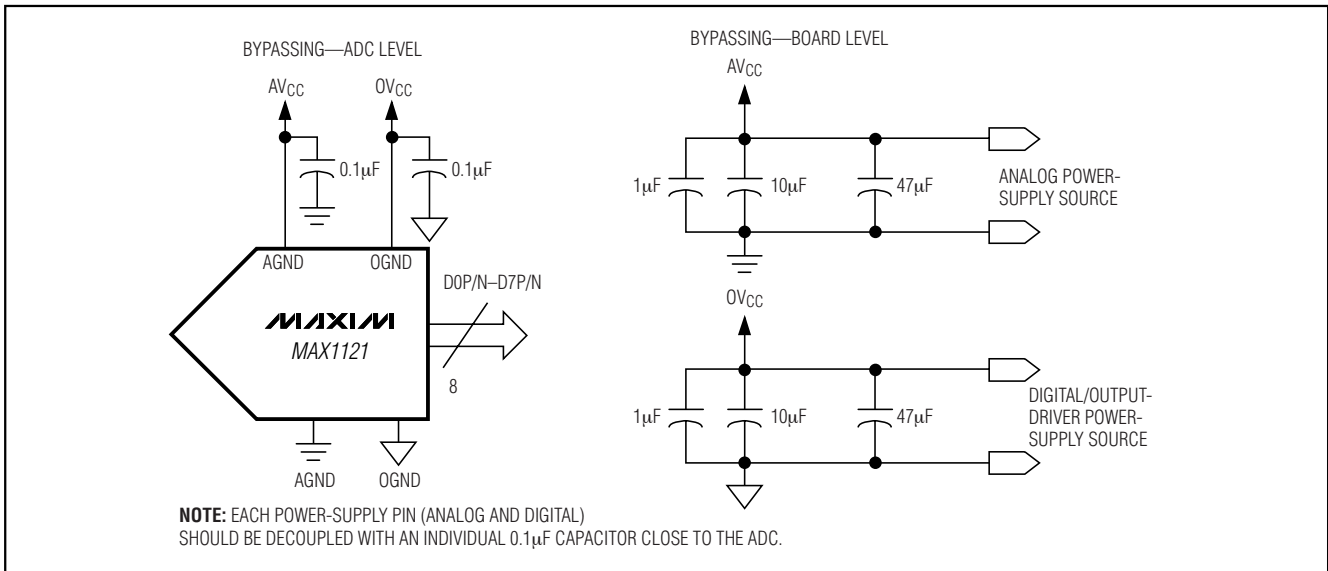 BYPASSING—ADC LEVEL
AVCC
OVCC
0.1µF
0.1µF
AGND
OGND
D0P/N–D7P/N
MAXIM
MAX1121
8
AGND
OGND
BYPASSING—BOARD LEVEL
AVCC
1µF
10µF
47µF
ANALOG POWER-
SUPPLY SOURCE
OVCC
1µF
10µF
47µF
DIGITAL/OUTPUT-
DRIVER POWER-
SUPPLY SOURCE
NOTE: EACH POWER-SUPPLY PIN (ANALOG AND DIGITAL)
SHOULD BE DECOUPLED WITH AN INDIVIDUAL 0.1µF CAPACITOR CLOSE TO THE ADC.